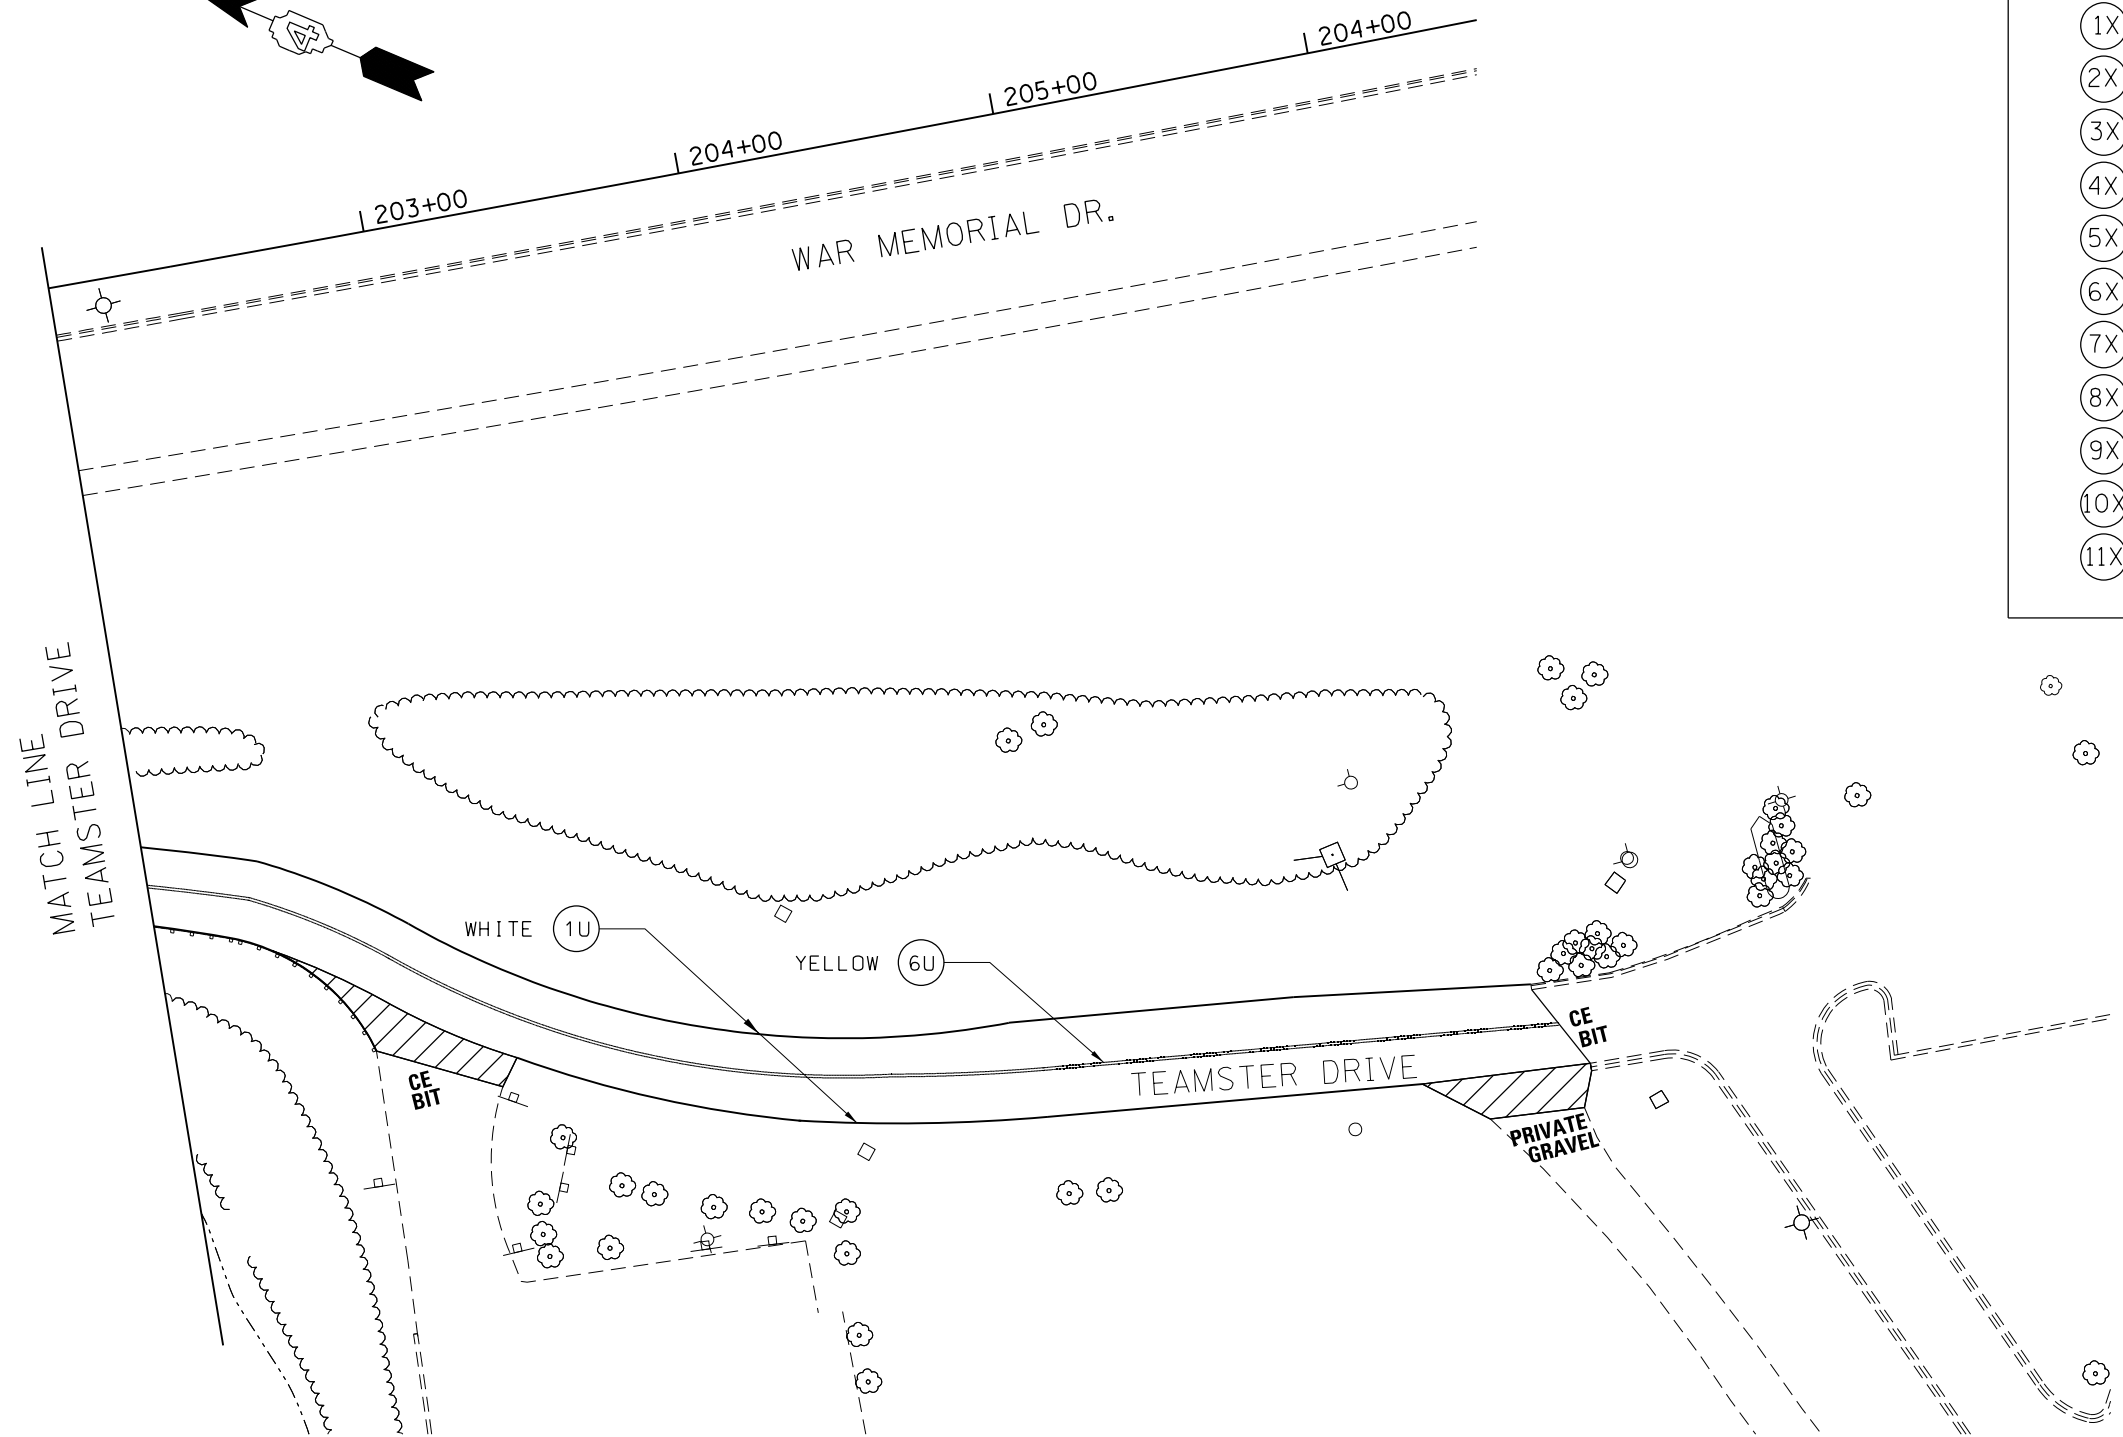 4
204+00
205+00
204+00
203+00
WAR MEMORIAL DR.
1X
2X
3X
4X
5X
6X
7X
8X
9X
10X
11X
MATCH LINE
TEAMSTER DRIVE
WHITE 1U
YELLOW 6U
CE
BIT
TEAMSTER DRIVE
CE
BIT
PRIVATE
GRAVEL